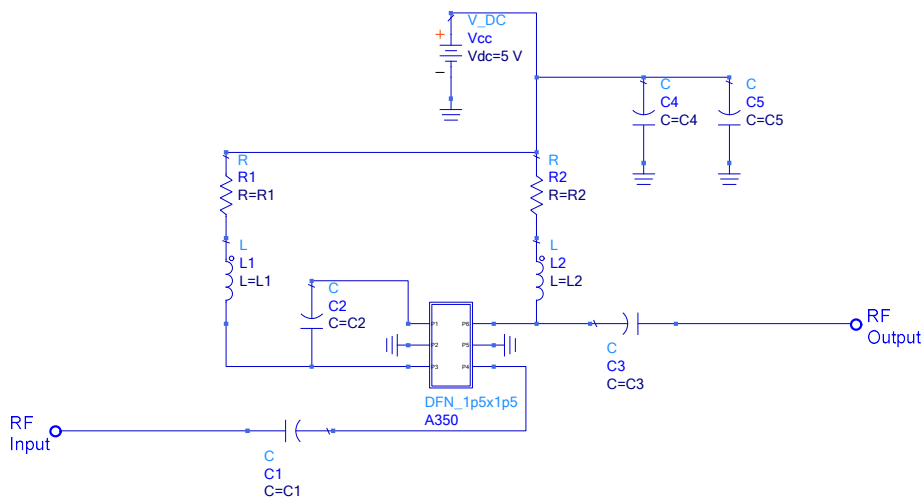 V_DC
Vcc
Vdc=5 V
+
−
C
C4
C=C4
C
C5
C=C5
R
R1
R=R1
R
R2
R=R2
L
L1
L=L1
L
L2
L=L2
C
C2
C=C2
P1
P2
P3
P6
P5
P4
DFN_1p5x1p5
A350
C
C3
C=C3
RF
Output
RF
Input
C
C1
C=C1